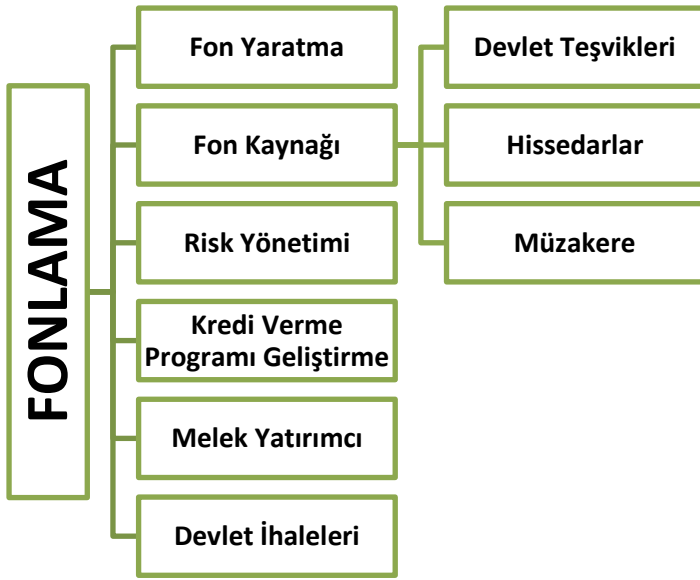 FONLAMA
Fon Yaratma
Fon Kaynağı
Devlet Teşvikleri
Hissedarlar
Müzakere
Risk Yönetimi
Kredi Verme
Programı Geliştirme
Melek Yatırımcı
Devlet İhaleleri